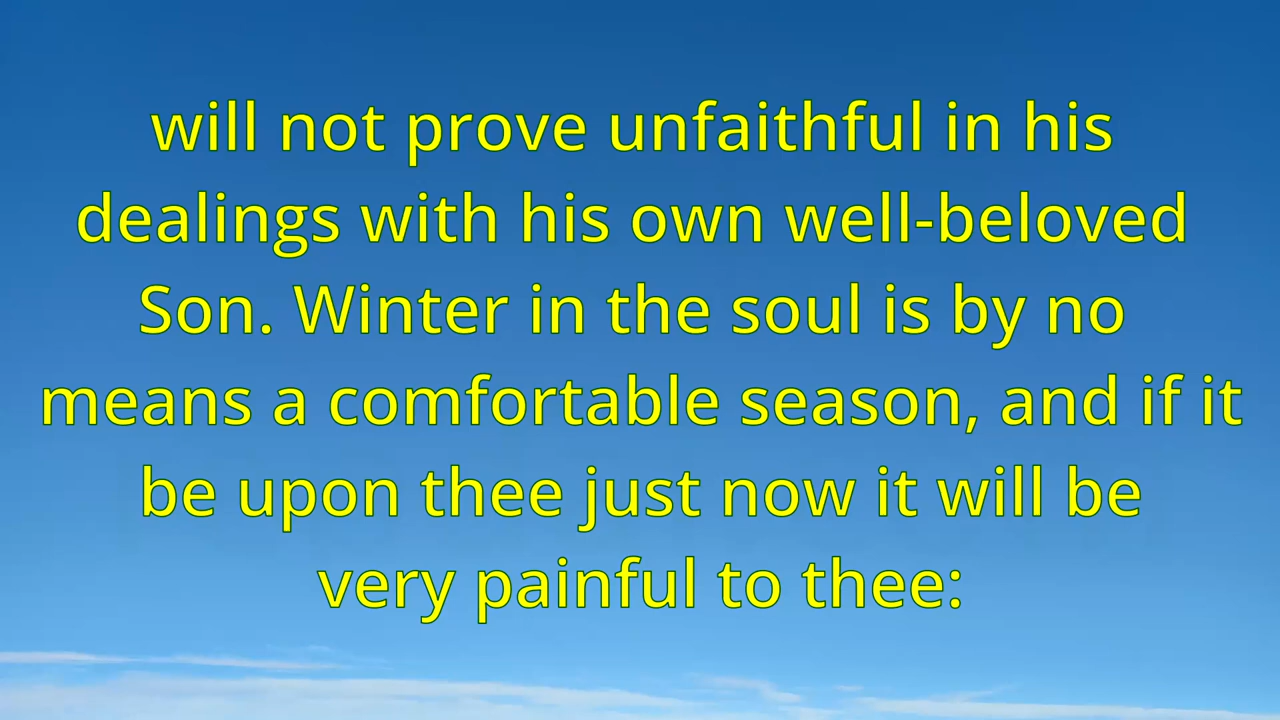 will not prove unfaithful in his
dealings with his own well-beloved
Son. Winter in the soul is by no
means a comfortable season, and if it
be upon thee just now it will be
very painful to thee: